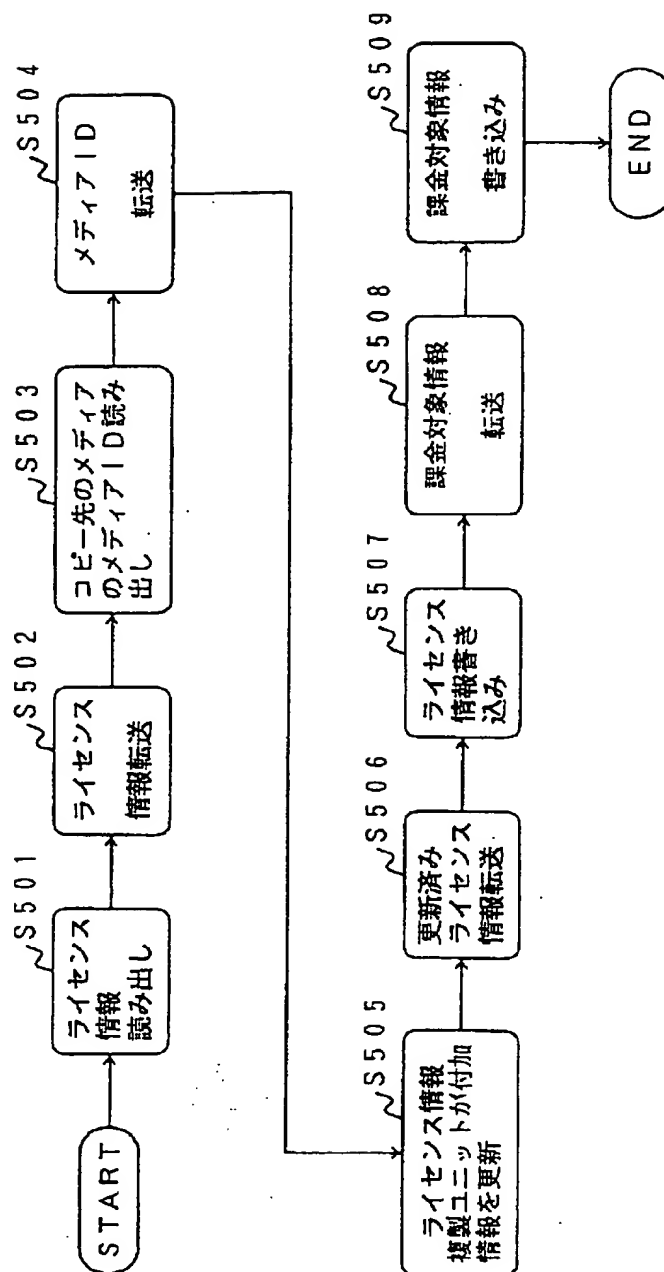 START
S501
ライセンス
情報
読み出し
S502
ライセンス
情報転送
S503
コピー先のメディア
のメディアID読み
出し
S504
メディアID
転送
S505
ライセンス情報
複製ユニットが付加
情報を更新
S506
更新済み
ライセンス
情報転送
S507
ライセンス
情報書き
込み
S508
課金対象情報
転送
S509
課金対象情報
書き込み
END